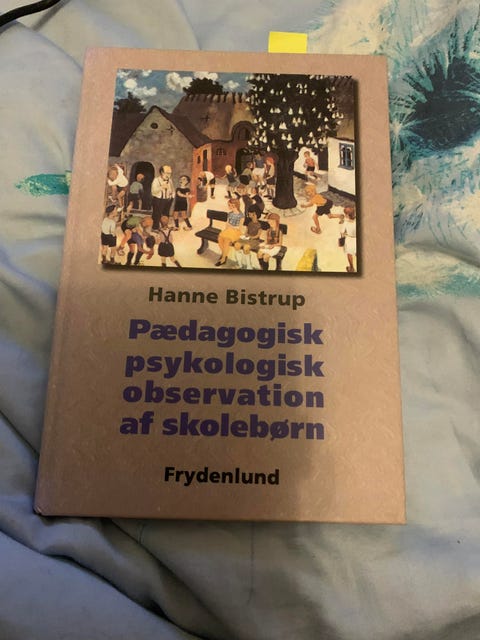 Hanne Bistrup
Pædagogisk
psykologisk
observation
af skolebørn
Frydenlund